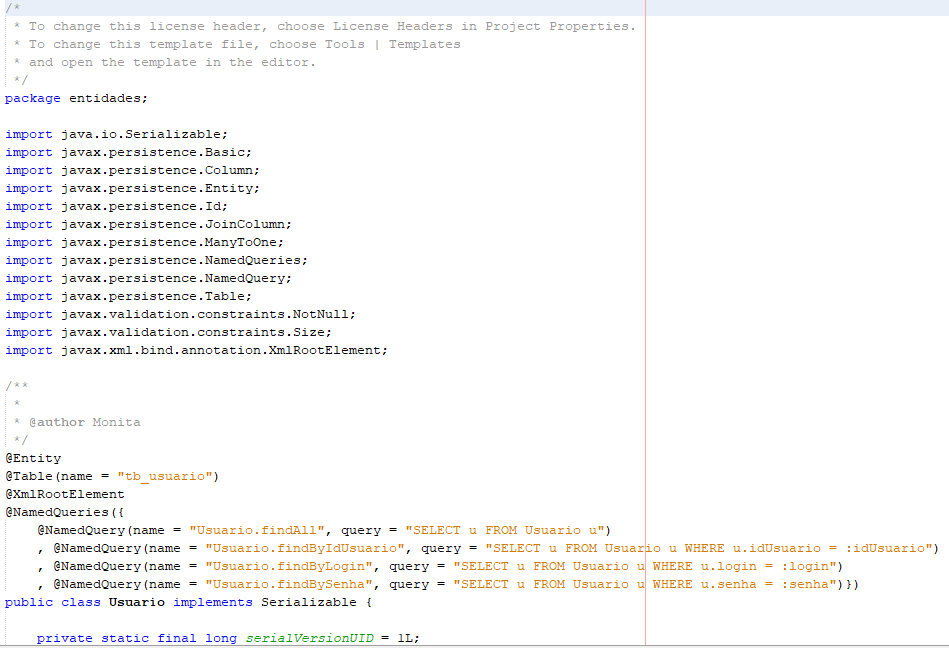 /*
 * To change this license header, choose License Headers in Project Properties.
 * To change this template file, choose Tools | Templates
 * and open the template in the editor.
 */
package entidades;

import java.io.Serializable;
import javax.persistence.Basic;
import javax.persistence.Column;
import javax.persistence.Entity;
import javax.persistence.Id;
import javax.persistence.JoinColumn;
import javax.persistence.ManyToOne;
import javax.persistence.NamedQueries;
import javax.persistence.NamedQuery;
import javax.persistence.Table;
import javax.validation.constraints.NotNull;
import javax.validation.constraints.Size;
import javax.xml.bind.annotation.XmlRootElement;

/**
 *
 * @author Monita
 */
@Entity
@Table(name = "tb_usuario")
@XmlRootElement
@NamedQueries({
    @NamedQuery(name = "Usuario.findAll", query = "SELECT u FROM Usuario u")
    , @NamedQuery(name = "Usuario.findByIdUsuario", query = "SELECT u FROM Usuario u WHERE u.idUsuario = :idUsuario")
    , @NamedQuery(name = "Usuario.findByLogin", query = "SELECT u FROM Usuario u WHERE u.login = :login")
    , @NamedQuery(name = "Usuario.findBySenha", query = "SELECT u FROM Usuario u WHERE u.senha = :senha")})
public class Usuario implements Serializable {

    private static final long serialVersionUID = 1L;